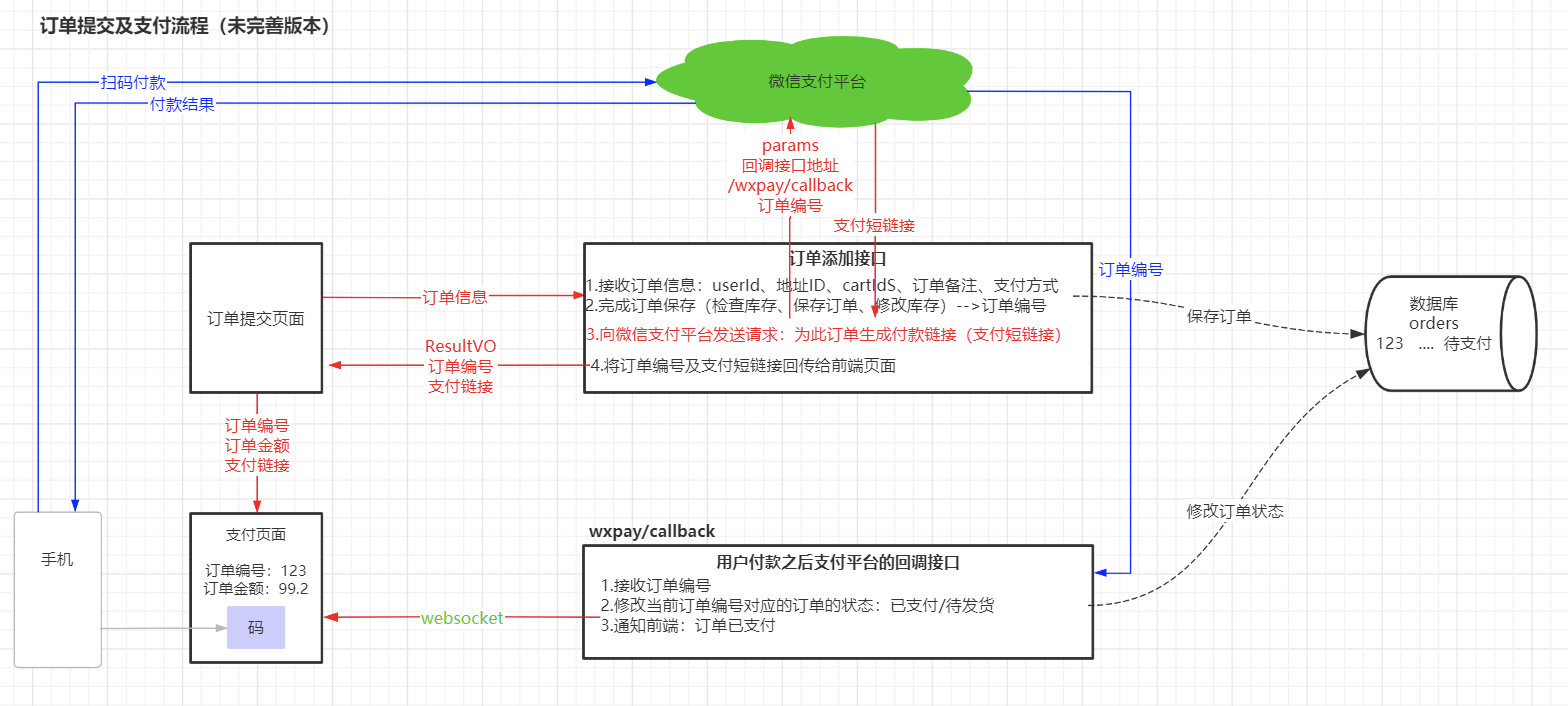 订单提交及支付流程（未完善版本）
扫码付款
付款结果
微信支付平台
params
回调接口地址
/wxpay/callback
订单编号
支付短链接
订单编号
订单提交页面
订单信息
ResultVO
订单编号
支付链接
订单添加接口
1.接收订单信息：userId、地址ID、cartIdS、订单备注、支付方式
2.完成订单保存（检查库存、保存订单、修改库存）-->订单编号
3.向微信支付平台发送请求：为此订单生成付款链接（支付短链接）
4.将订单编号及支付短链接回传给前端页面
保存订单
数据库
orders
123 .... 待支付
订单编号
订单金额
支付链接
手机
支付页面
订单编号：123
订单金额：99.2
码
websocket
wxpay/callback
用户付款之后支付平台的回调接口
1.接收订单编号
2.修改当前订单编号对应的订单的状态：已支付/待发货
3.通知前端：订单已支付
修改订单状态